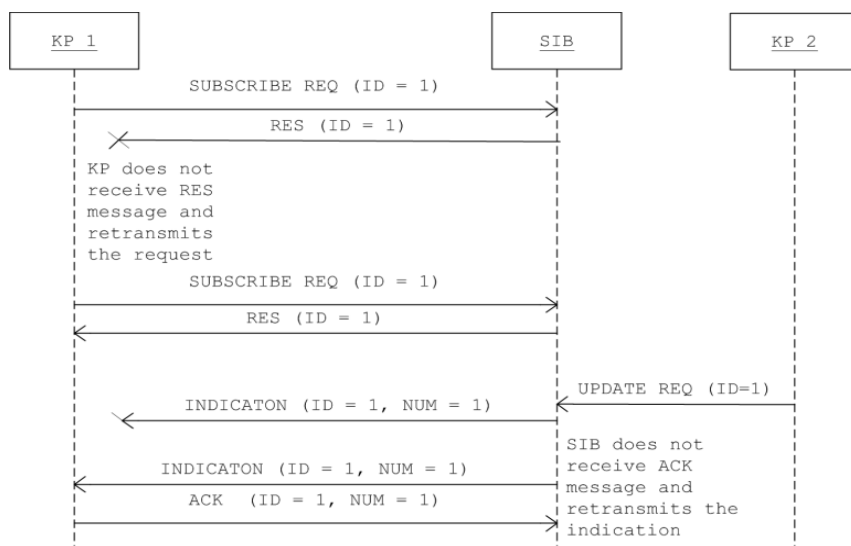 KP 1
SIB
KP 2
SUBSCRIBE REQ (ID = 1)
RES (ID = 1)
KP does not
receive RES
message and
retransmits
the request
SUBSCRIBE REQ (ID = 1)
RES (ID = 1)
UPDATE REQ (ID=1)
INDICATON (ID = 1, NUM = 1)
SIB does not
receive ACK
message and
retransmits the
indication
INDICATON (ID = 1, NUM = 1)
ACK (ID = 1, NUM = 1)